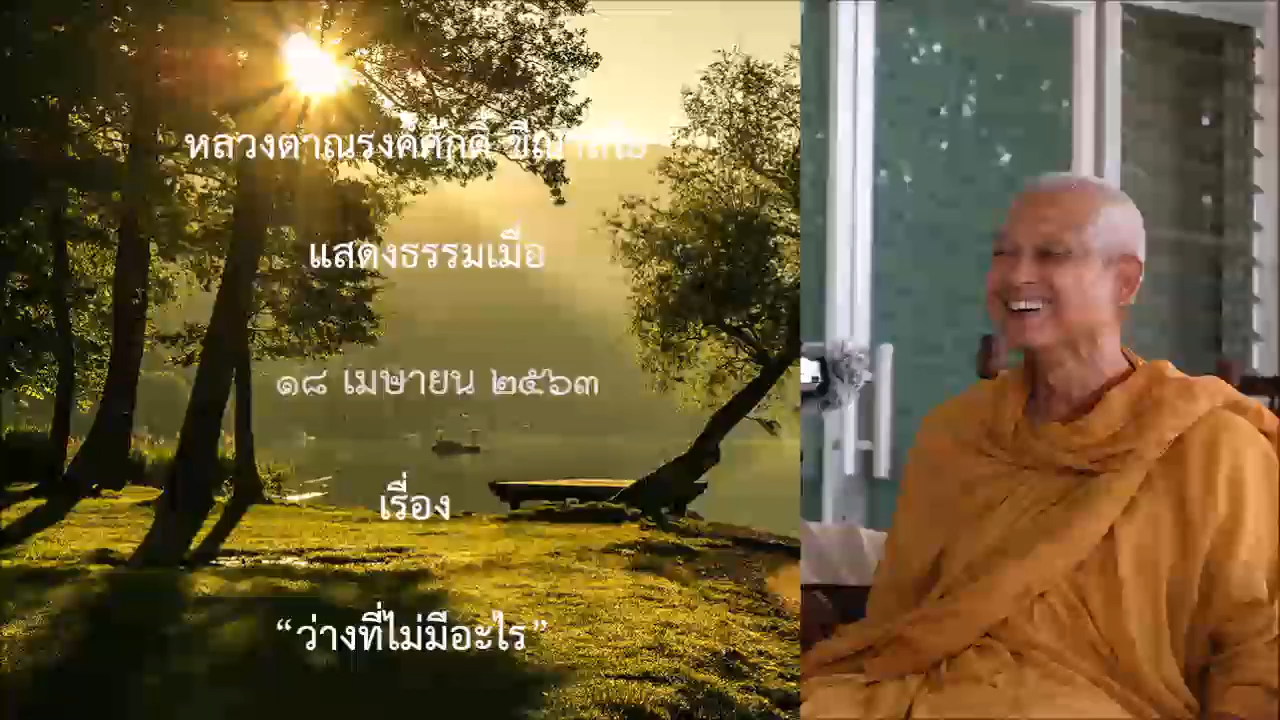 หลวงตาณรงค์ศักดิ์
แสดงธรรมเมื่อ
๑๘ เมษายน ๒๕๖๓
เรื่อง
“ว่างที่ไม่มีอะไร”